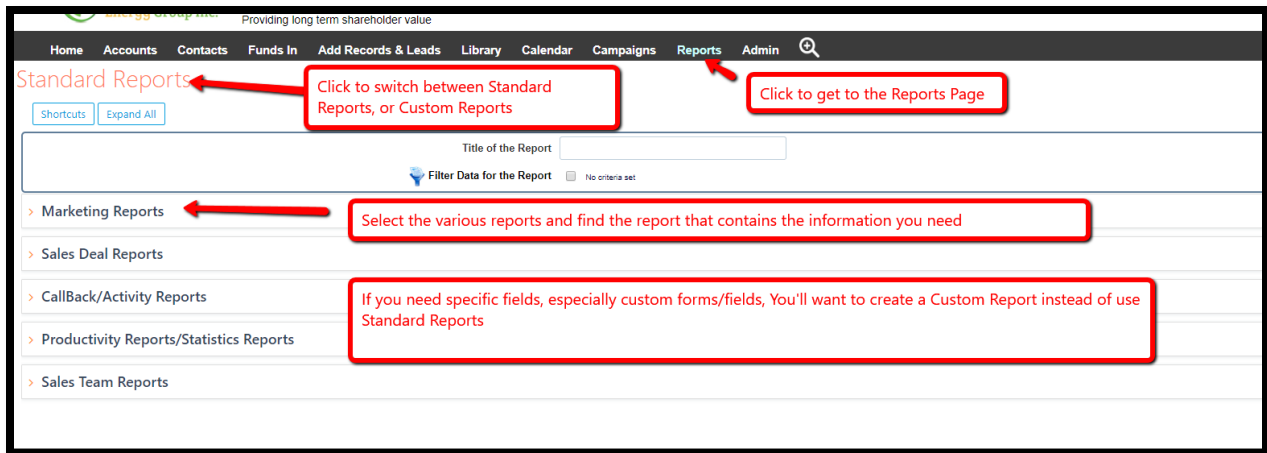 Energy Group Inc.
Providing long term shareholder value
Home Accounts Contacts Funds In Add Records & Leads Library Calendar Campaigns Reports Admin
Standard Reports
Click to switch between Standard
Reports, or Custom Reports
Click to get to the Reports Page
Shortcuts Expand All
Title of the Report
Filter Data for the Report No criteria set
Marketing Reports
Select the various reports and find the report that contains the information you need
Sales Deal Reports
CallBack/Activity Reports
If you need specific fields, especially custom forms/fields, You'll want to create a Custom Report instead of use
Standard Reports
Productivity Reports/Statistics Reports
Sales Team Reports